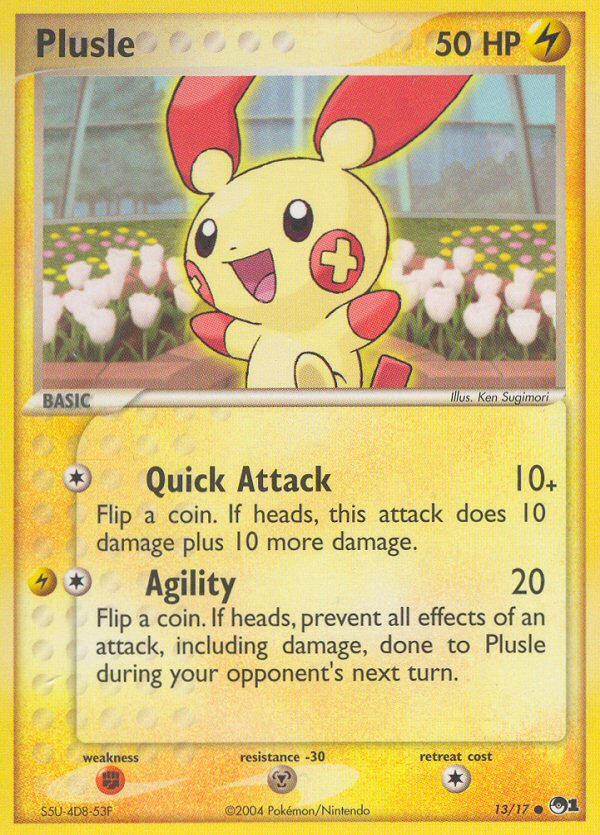 Plusle 50 HP
BASIC
Illus. Ken Sugimori
Quick Attack 10+
Flip a coin. If heads, this attack does 10
damage plus 10 more damage.
Agility 20
Flip a coin. If heads, prevent all effects of an
attack, including damage, done to Plusle
during your opponent's next turn.
weakness resistance -30 retreat cost
S5U-4D8-53F ©2004 Pokémon/Nintendo 13/17 ● 1